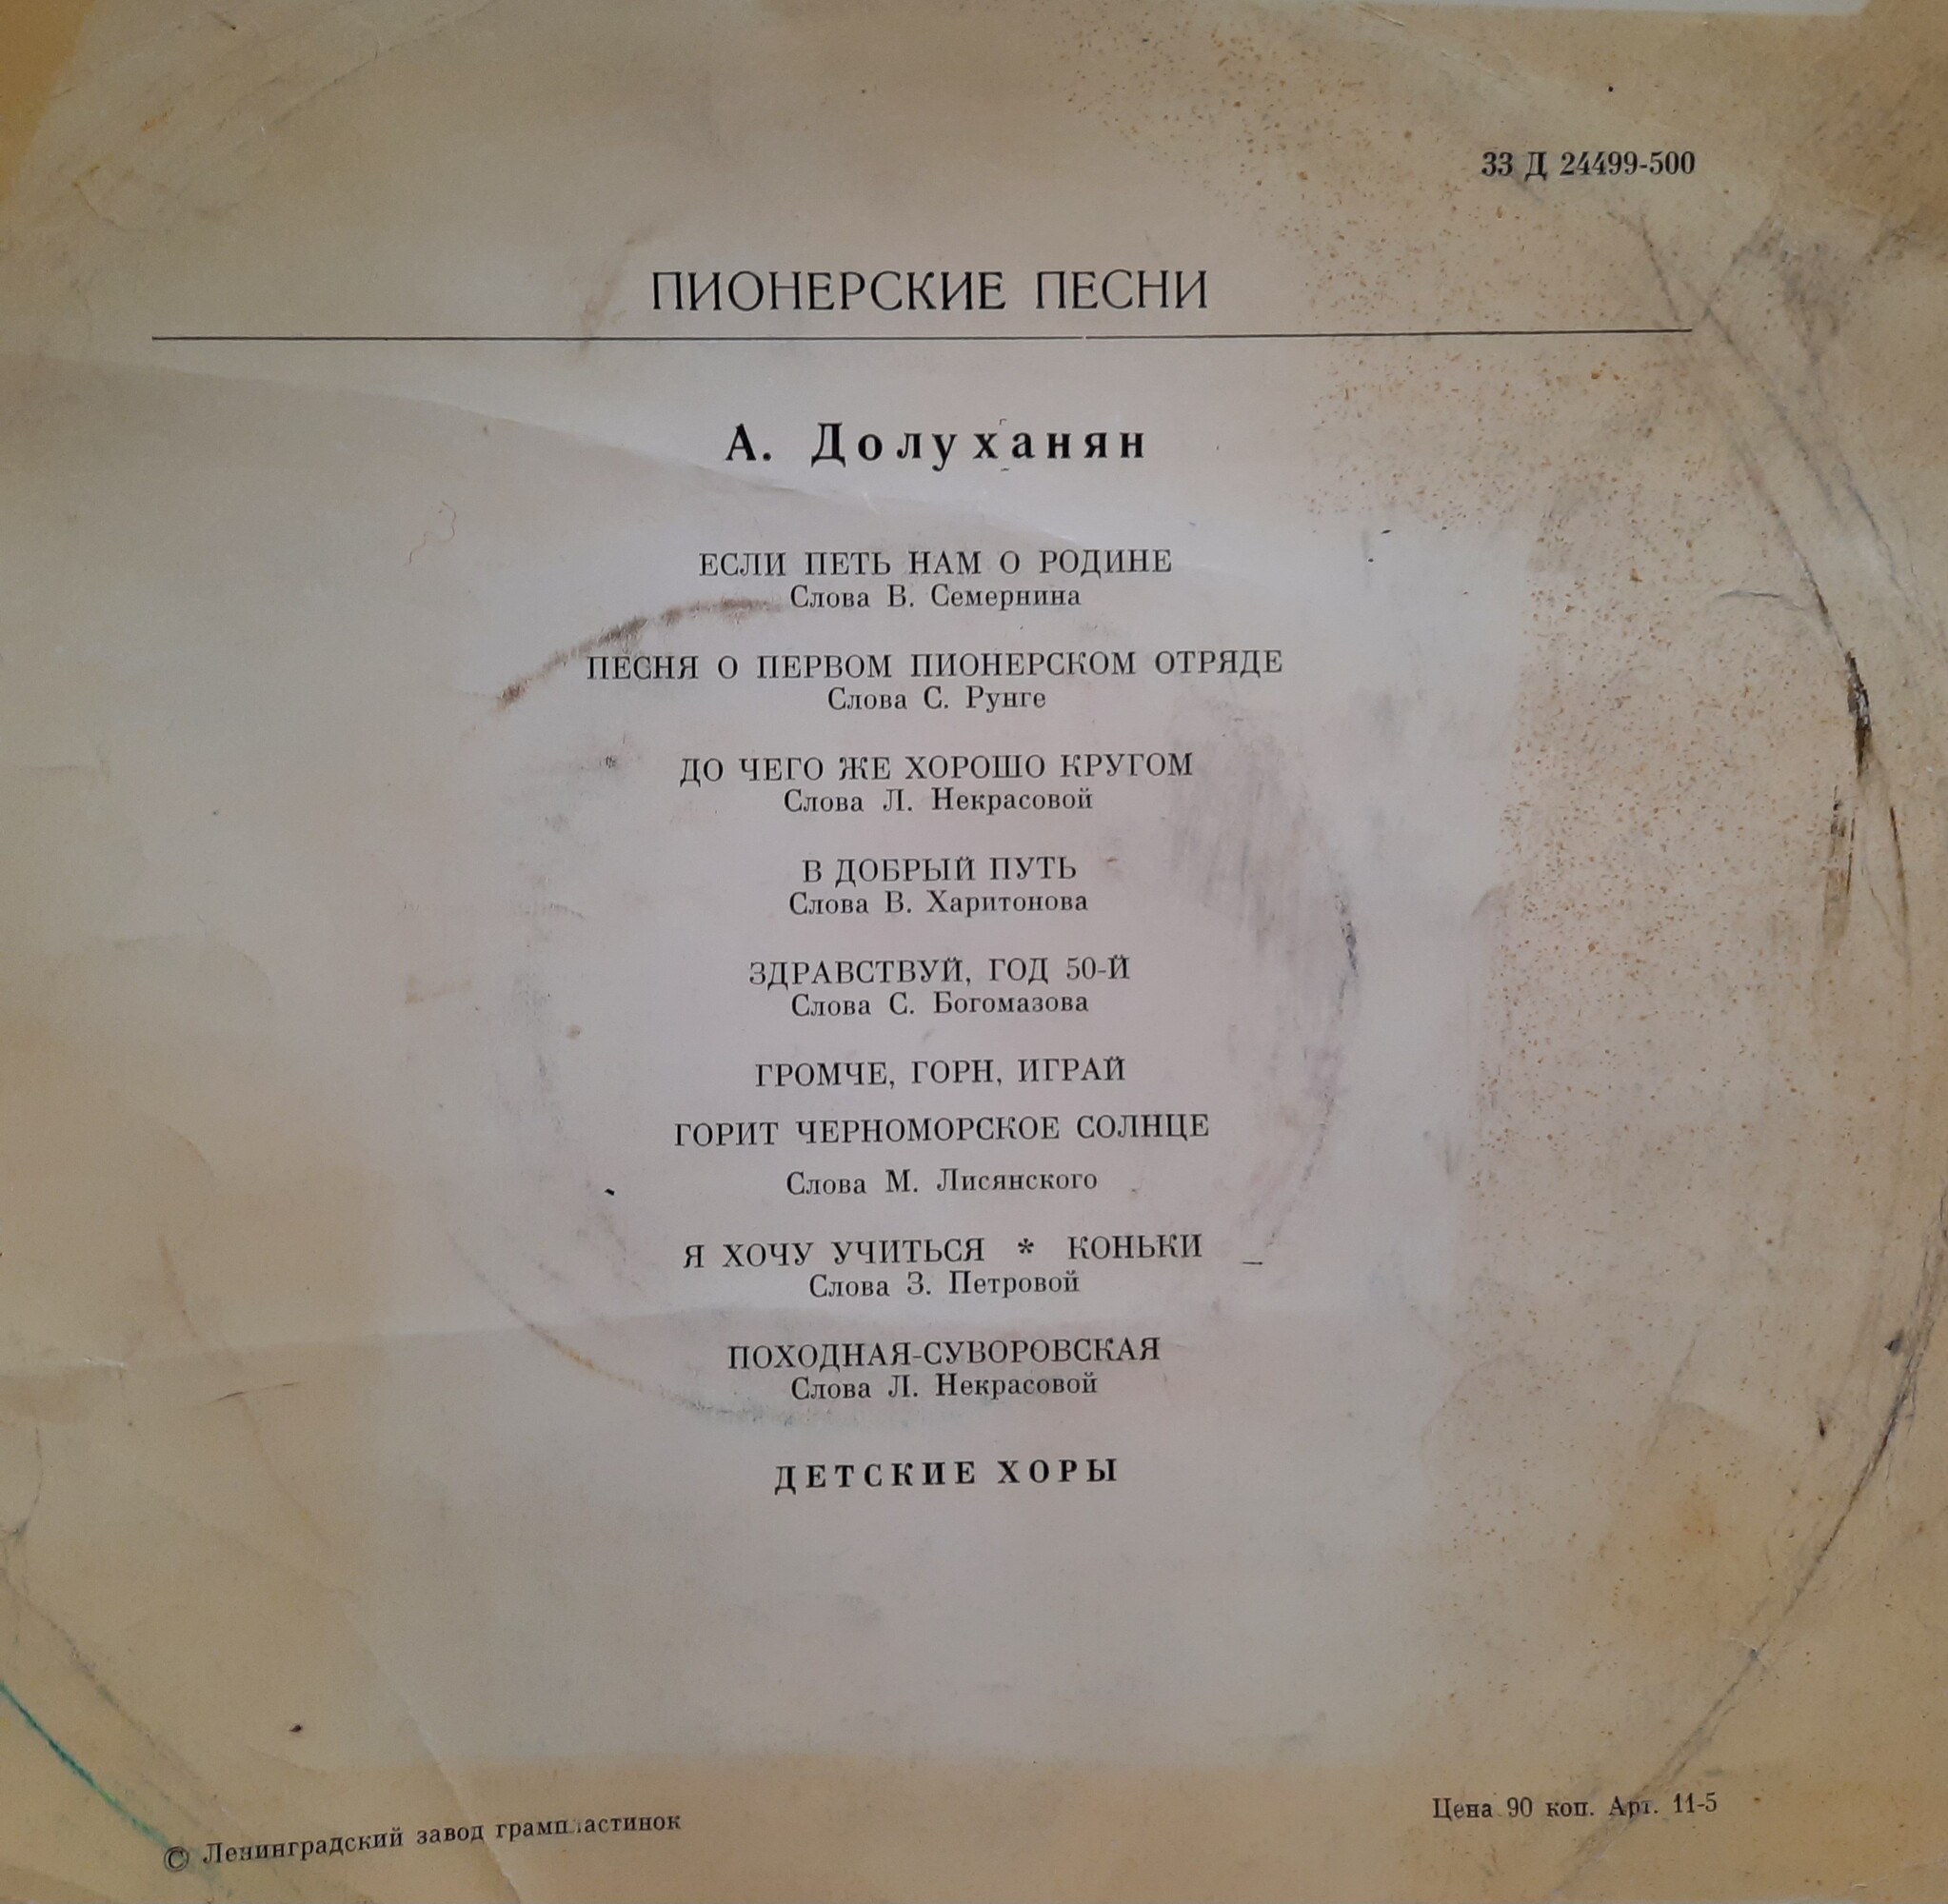 33 Д 24499-500
ПИОНЕРСКИЕ ПЕСНИ
А. Долуханян
ЕСЛИ ПЕТЬ НАМ О РОДИНЕ
Слова В. Семернина
ПЕСНЯ О ПЕРВОМ ПИОНЕРСКОМ ОТРЯДЕ
Слова С. Рунге
ДО ЧЕГО ЖЕ ХОРОШО КРУГОМ
Слова Л. Некрасовой
В ДОБРЫЙ ПУТЬ
Слова В. Харитонова
ЗДРАВСТВУЙ, ГОД 50-Й
Слова С. Богомазова
ГРОМЧЕ, ГОРН, ИГРАЙ
ГОРИТ ЧЕРНОМОРСКОЕ СОЛНЦЕ
Слова М. Лисянского
Я ХОЧУ УЧИТЬСЯ * КОНЬКИ
Слова З. Петровой
ПОХОДНАЯ-СУВОРОВСКАЯ
Слова Л. Некрасовой
ДЕТСКИЕ ХОРЫ
© Ленинградский завод грампластинок
Цена 90 коп. Арт. 11-5